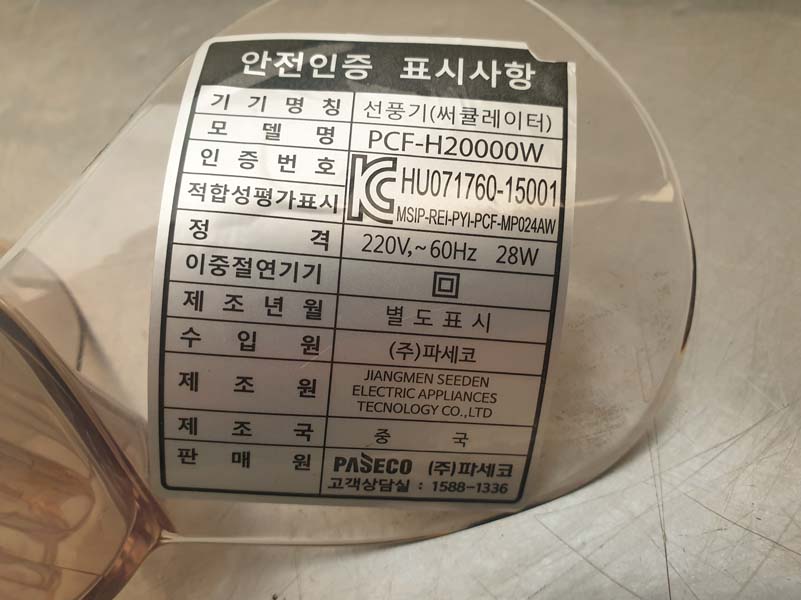 안전인증 표시사항
기기명칭 선풍기(써큘레이터)
모델명 PCF-H20000W
인증번호 HU071760-15001
적합성평가표시 MSIP-REI-PYI-PCF-MP024AW
정격 220V,~60Hz 28W
이중절연기기
제조년월 별도표시
수입원 (주)파세코
제조원 JIANGMEN SEEDEN
ELECTRIC APPLIANCES
TECNOLOGY CO.,LTD
제조국 중국
판매원 PASECO (주)파세코
고객상담실 : 1588-1336